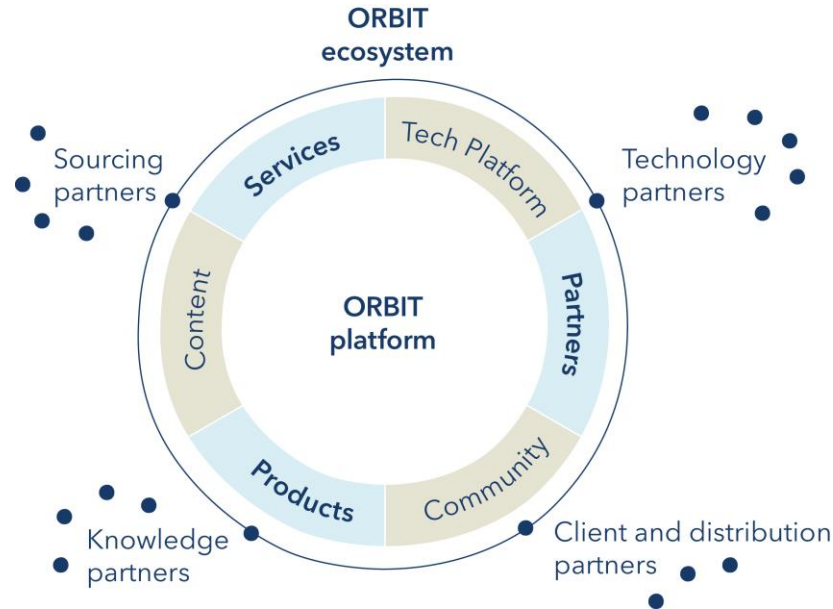 ORBIT
ecosystem
Sourcing
partners
Services
Tech Platform
Technology
partners
Content
ORBIT
platform
Partners
Products
Community
Knowledge
partners
Client and distribution
partners